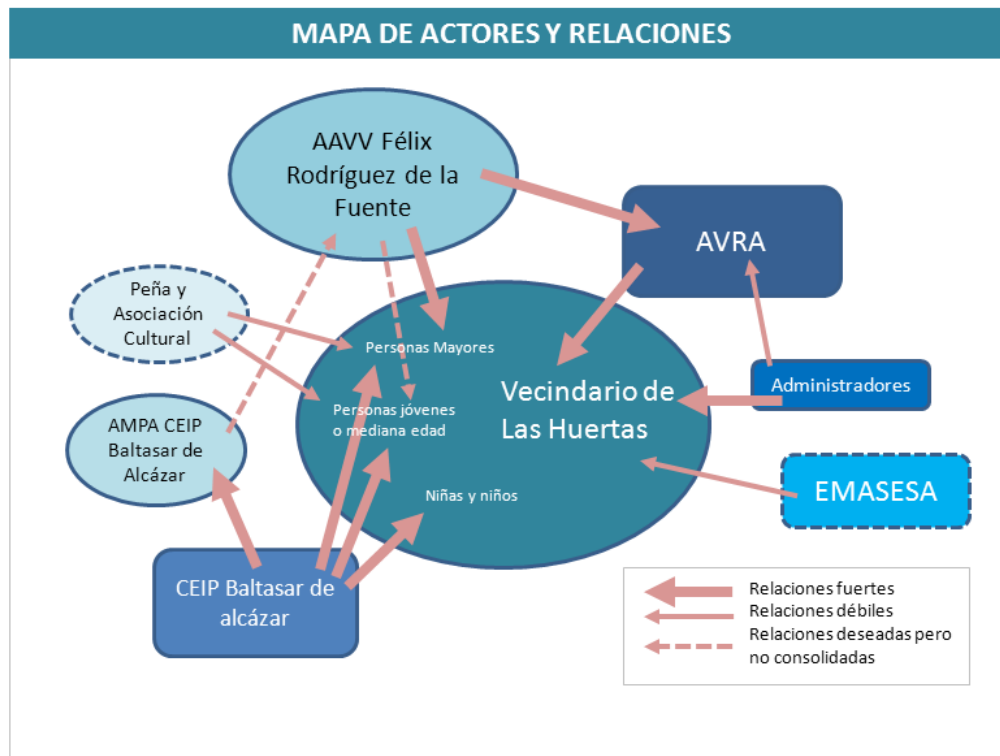 MAPA DE ACTORES Y RELACIONES
AAVV Félix
Rodríguez de la
Fuente
AVRA
Peña y
Asociación
Cultural
Personas Mayores
Administradores
Vecindario de
Las Huertas
Personas jóvenes
o mediana edad
AMPA CEIP
Baltasar de
Alcázar
Niñas y niños
EMASESA
CEIP Baltasar de
alcázar
Relaciones fuertes
Relaciones débiles
Relaciones deseadas pero
no consolidadas